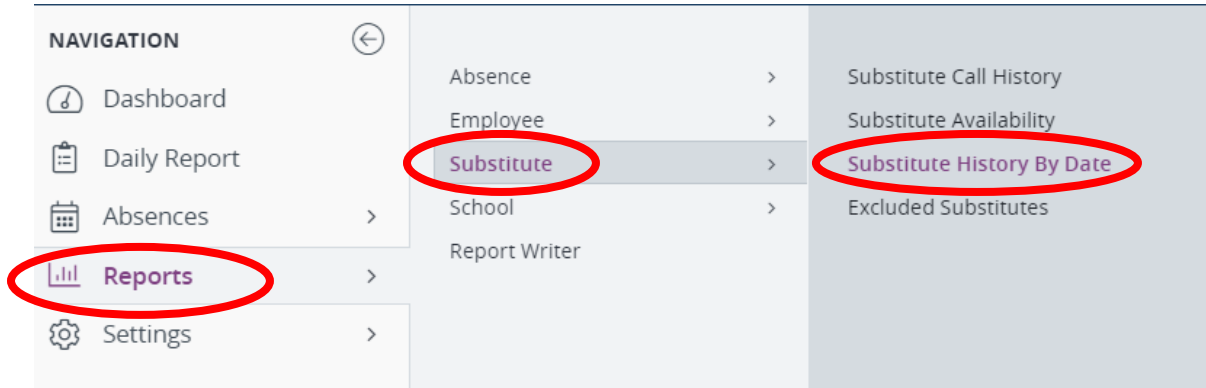 NAVIGATION
Dashboard
Daily Report
Absences
Reports
Settings
Absence
Employee
Substitute
School
Report Writer
Substitute Call History
Substitute Availability
Substitute History By Date
Excluded Substitutes